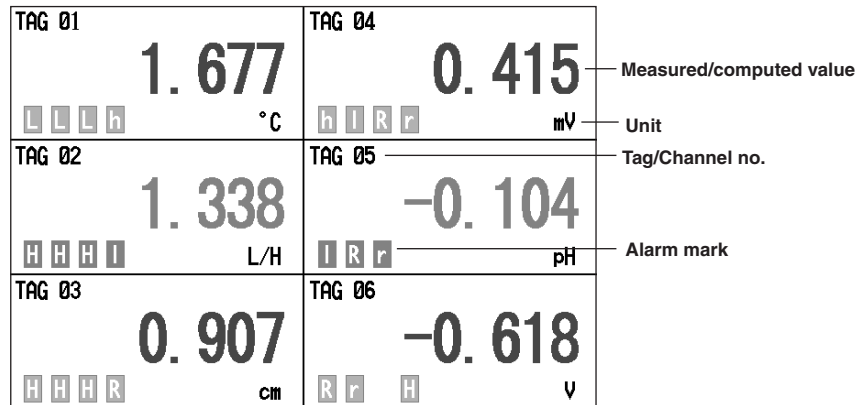 TAG 01
1.677
L L L h
°C
TAG 04
0.415
h l R r
mV
TAG 02
1.338
H H H l
L/H
TAG 05
-0.104
l R r
pH
TAG 03
0.907
H H H R
cm
TAG 06
-0.618
R r H
V
Measured/computed value
Unit
Tag/Channel no.
Alarm mark